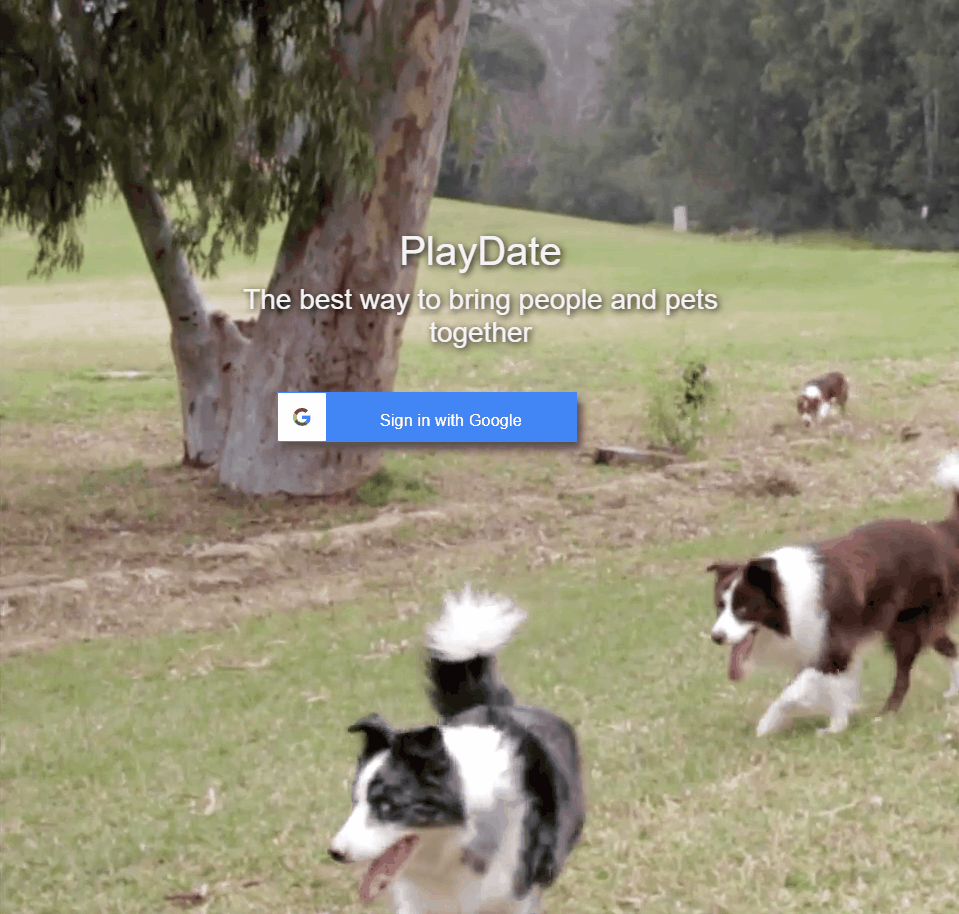 PlayDate
The best way to bring people and pets
together
Sign in with Google